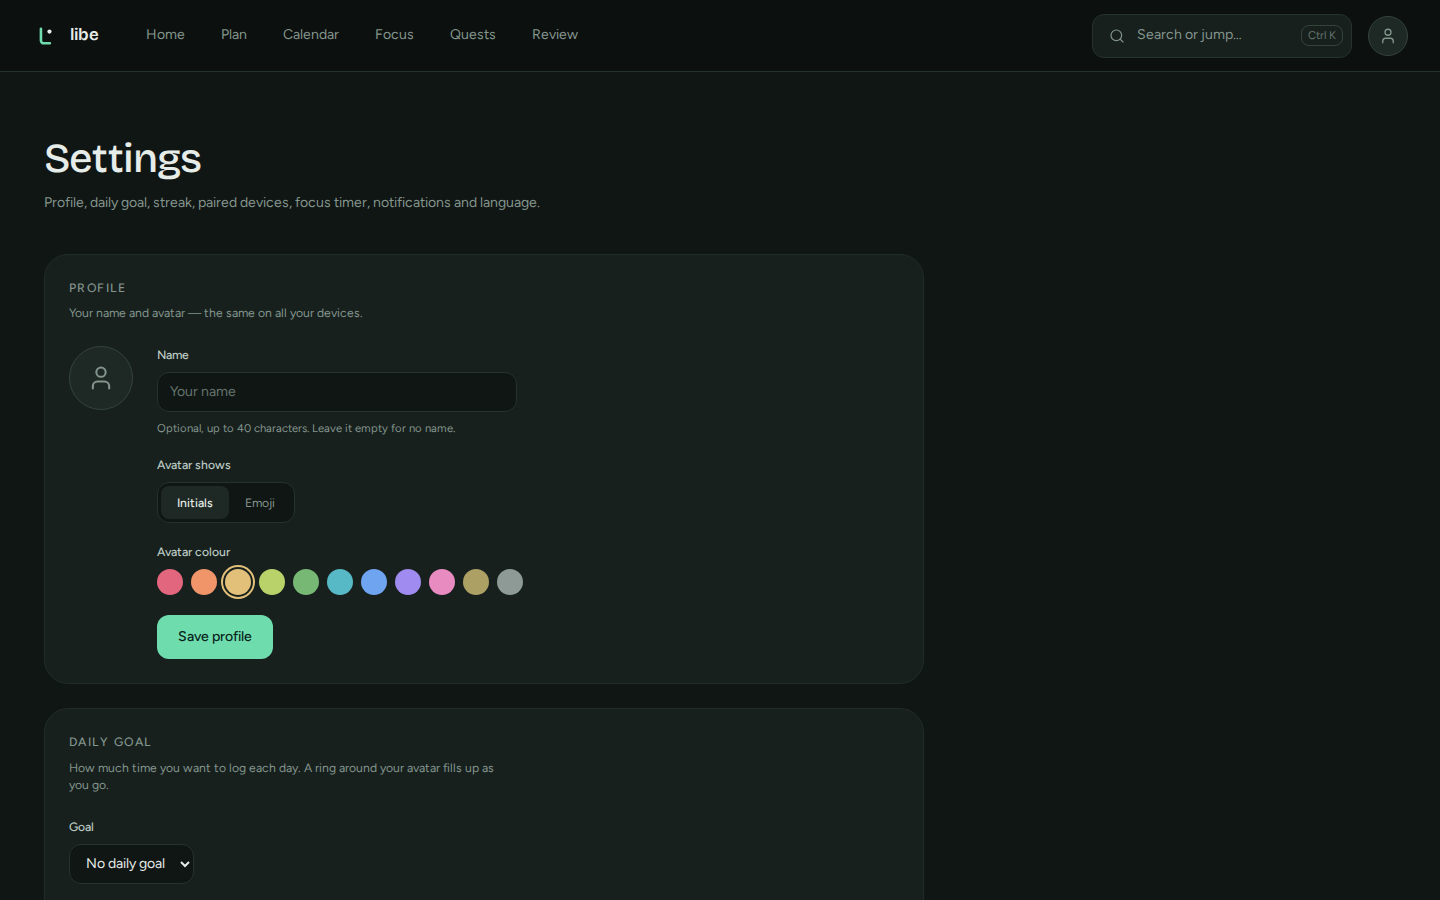 libe
Home
Plan
Calendar
Focus
Quests
Review
Search or jump...
Ctrl K
Settings
Profile, daily goal, streak, paired devices, focus timer, notifications and language.
PROFILE
Your name and avatar — the same on all your devices.
Name
Your name
Optional, up to 40 characters. Leave it empty for no name.
Avatar shows
Initials
Emoji
Avatar colour
Save profile
DAILY GOAL
How much time you want to log each day. A ring around your avatar fills up as
you go.
Goal
No daily goal